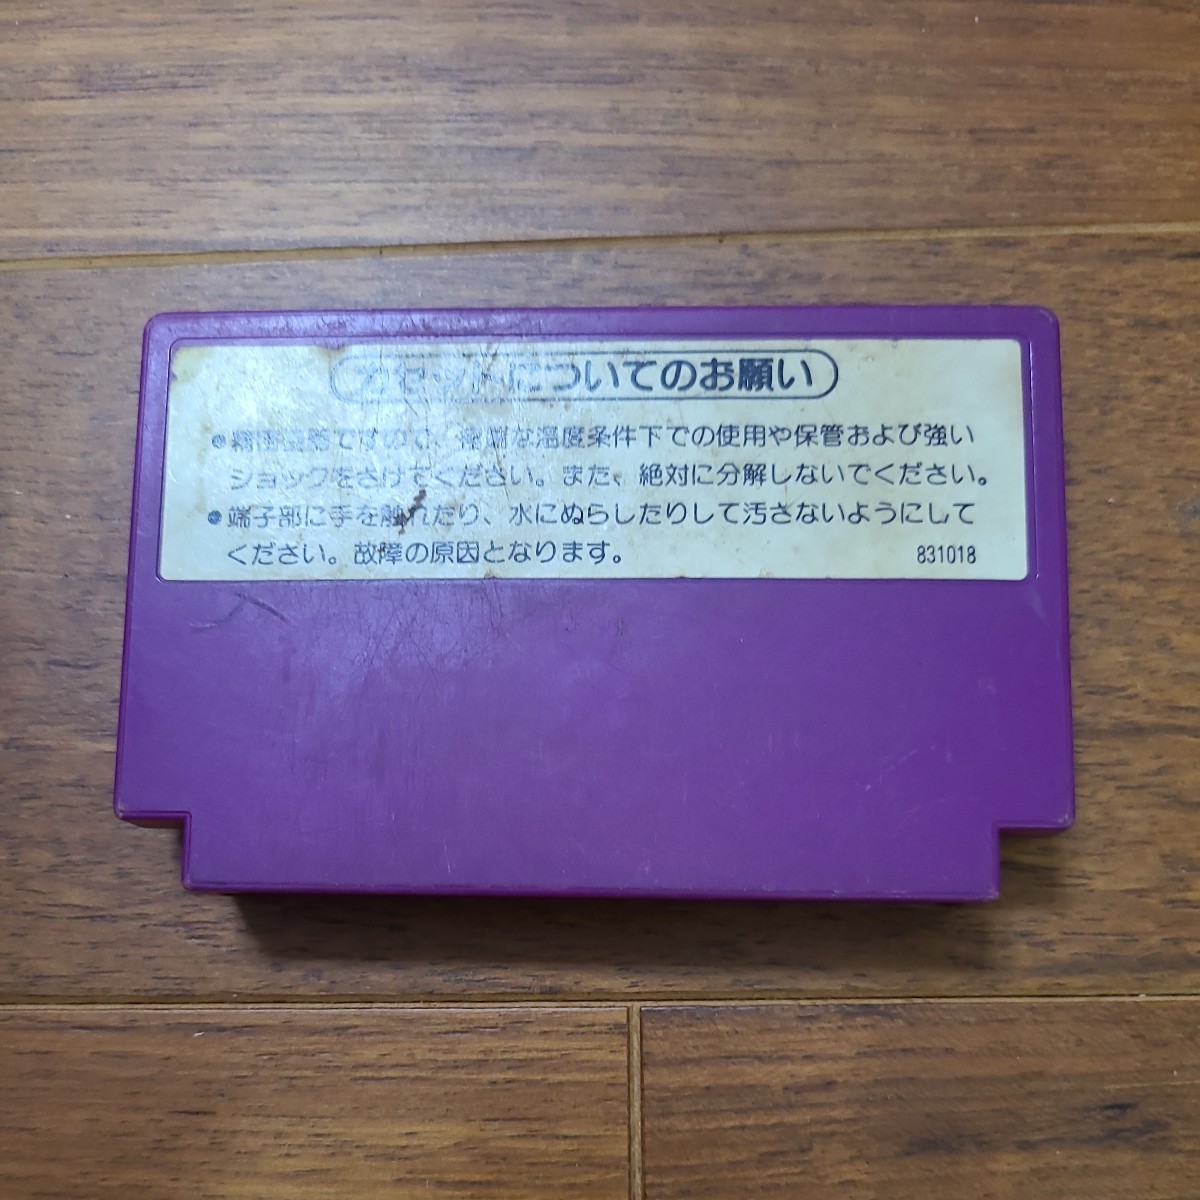 カセットについてのお願い
●精密機器ですので、極端な温度条件下での使用や保管および強い
ショックをさけてください。また、絶対に分解しないでください。
●端子部に手を触れたり、水にぬらしたりして汚さないようにして
ください。故障の原因となります。
831018